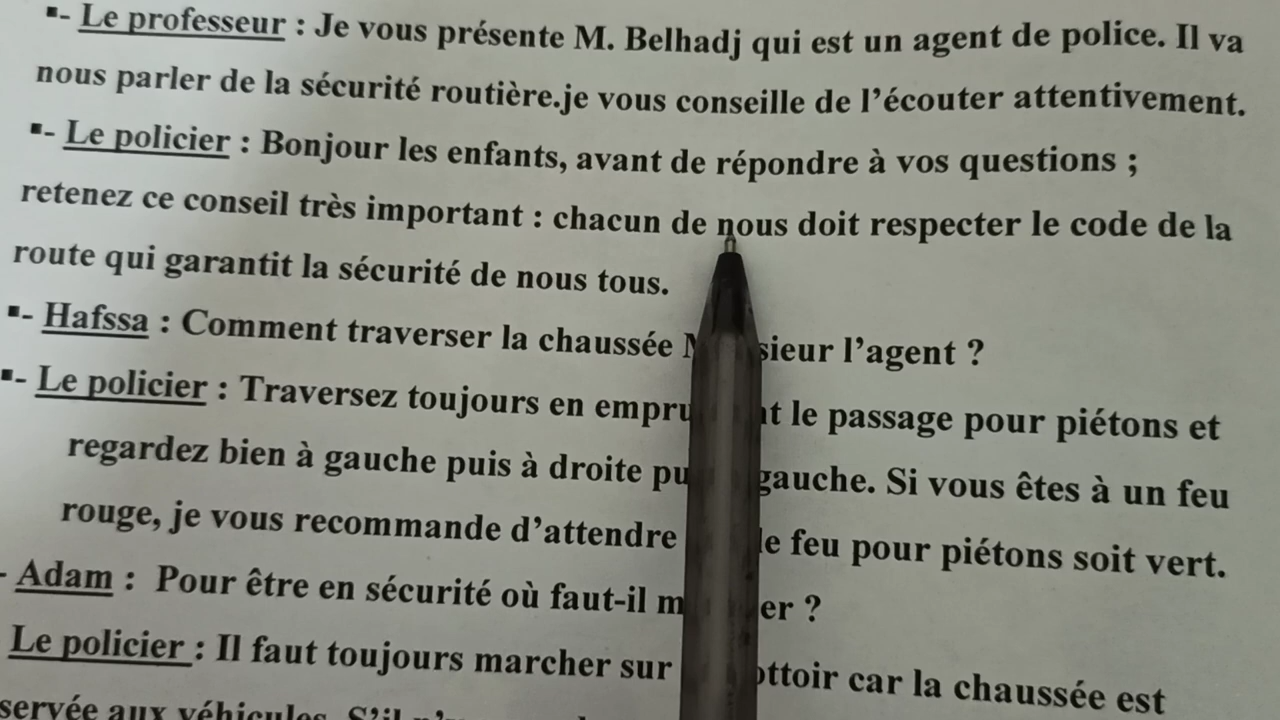 ▪- Le professeur : Je vous présente M. Belhadj qui est un agent de police. Il va
nous parler de la sécurité routière.je vous conseille de l'écouter attentivement.
▪- Le policier : Bonjour les enfants, avant de répondre à vos questions ;
retenez ce conseil très important : chacun de nous doit respecter le code de la
route qui garantit la sécurité de nous tous.
▪- Hafssa : Comment traverser la chaussée l'agent ?
▪- Le policier : Traversez toujours en le passage pour piétons et
regardez bien à gauche puis à droite gauche. Si vous êtes à un feu
rouge, je vous recommande d'attendre le feu pour piétons soit vert.
- Adam : Pour être en sécurité où faut-il ?
Le policier : Il faut toujours marcher sur car la chaussée est
aux véhicules.